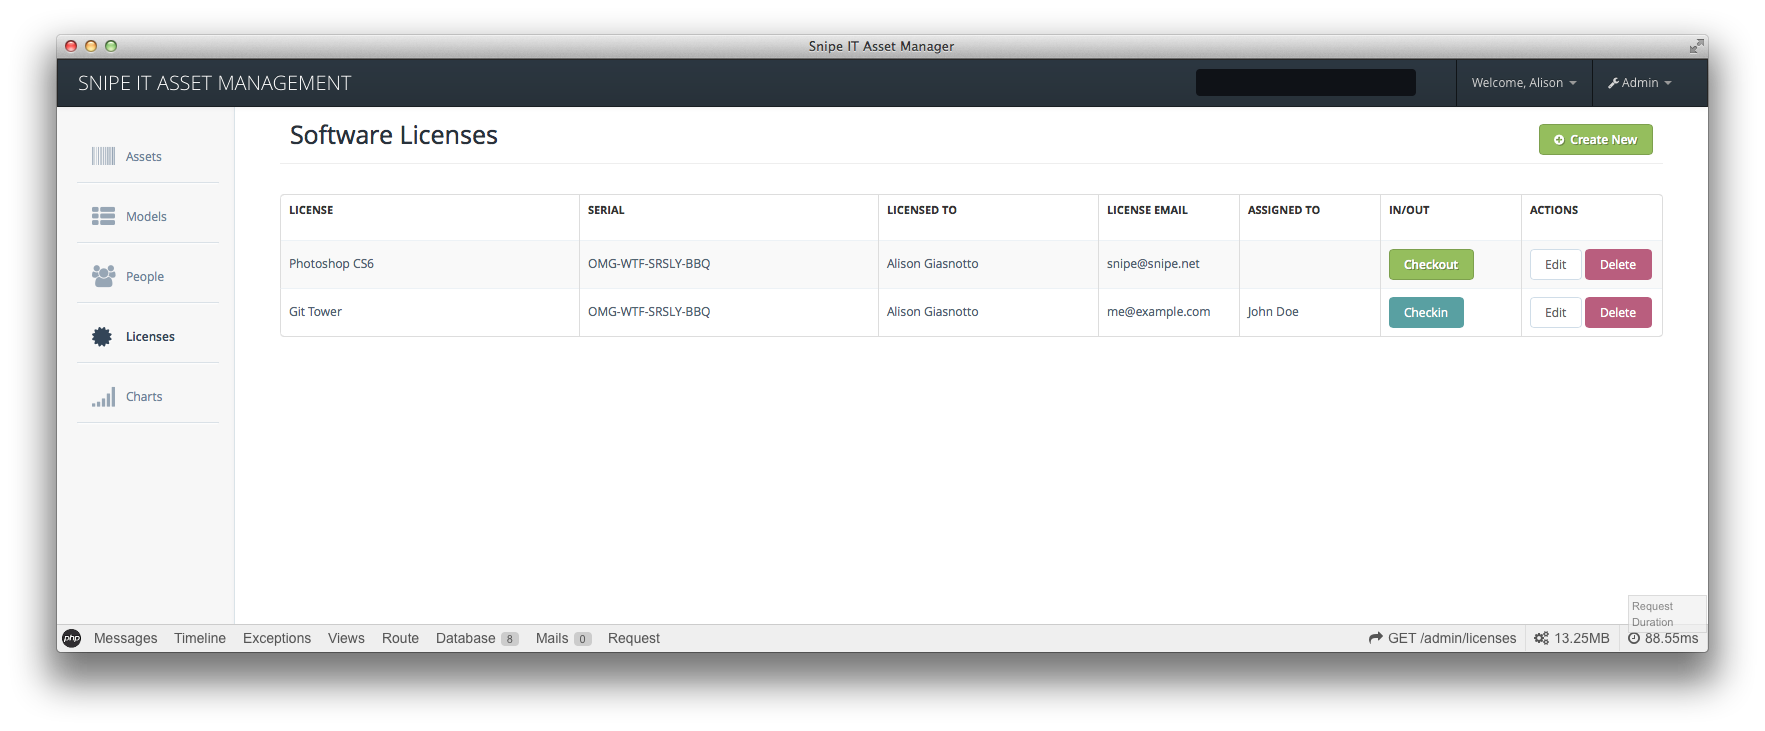 Snipe IT Asset Manager
SNIPE IT ASSET MANAGEMENT
Welcome, Alison
Admin
Assets
Models
People
Licenses
Charts
Software Licenses
Create New
LICENSE SERIAL LICENSED TO LICENSE EMAIL ASSIGNED TO IN/OUT ACTIONS
Photoshop CS6 OMG-WTF-SRSLY-BBQ Alison Giasnotto snipe@snipe.net Checkout Edit Delete
Git Tower OMG-WTF-SRSLY-BBQ Alison Giasnotto me@example.com John Doe Checkin Edit Delete
Request
Duration
php Messages Timeline Exceptions Views Route Database 8 Mails 0 Request GET /admin/licenses 13.25MB 88.55ms